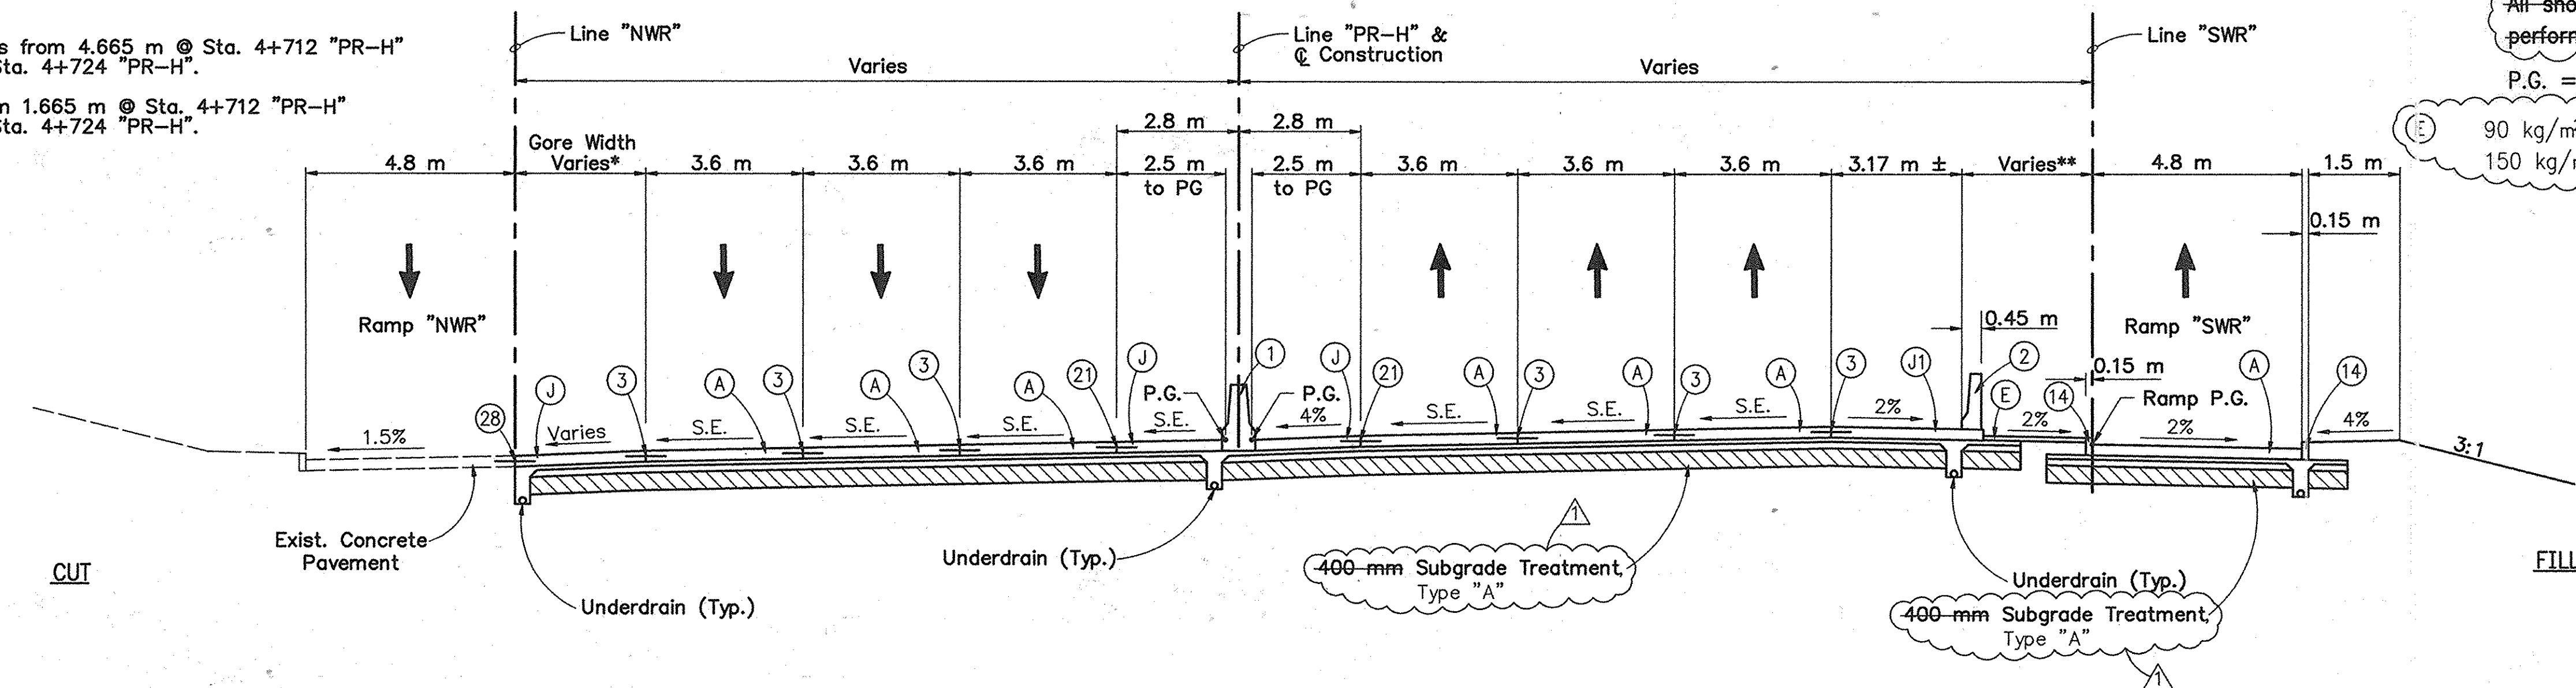 s from 4.665 m @ Sta. 4+712 "PR-H"
Sta. 4+724 "PR-H".
m 1.665 m @ Sta. 4+712 "PR-H"
Sta. 4+724 "PR-H".
Line "NWR"
Line "PR-H" &
℄ Construction
Line "SWR"
All sho
perform
P.G. =
E 90 kg/m²
150 kg/
Varies
Varies
2.8 m
2.8 m
Gore Width
Varies*
4.8 m
3.6 m
3.6 m
3.6 m
2.5 m
to PG
2.5 m
to PG
3.6 m
3.6 m
3.6 m
3.17 m ±
Varies**
4.8 m
1.5 m
0.15 m
Ramp "NWR"
0.45 m
Ramp "SWR"
28
J
3
A
3
A
3
A
21
J
1
J
21
A
3
A
3
A
3
J1
2
E
14
0.15 m
A
14
P.G.
P.G.
Ramp P.G.
1.5%
Varies
S.E.
S.E.
S.E.
S.E.
4%
S.E.
S.E.
S.E.
2%
2%
2%
4%
3:1
Exist. Concrete
Pavement
CUT
Underdrain (Typ.)
Underdrain (Typ.)
1
400 mm Subgrade Treatment,
Type "A"
Underdrain (Typ.)
400 mm Subgrade Treatment,
Type "A"
1
FILL